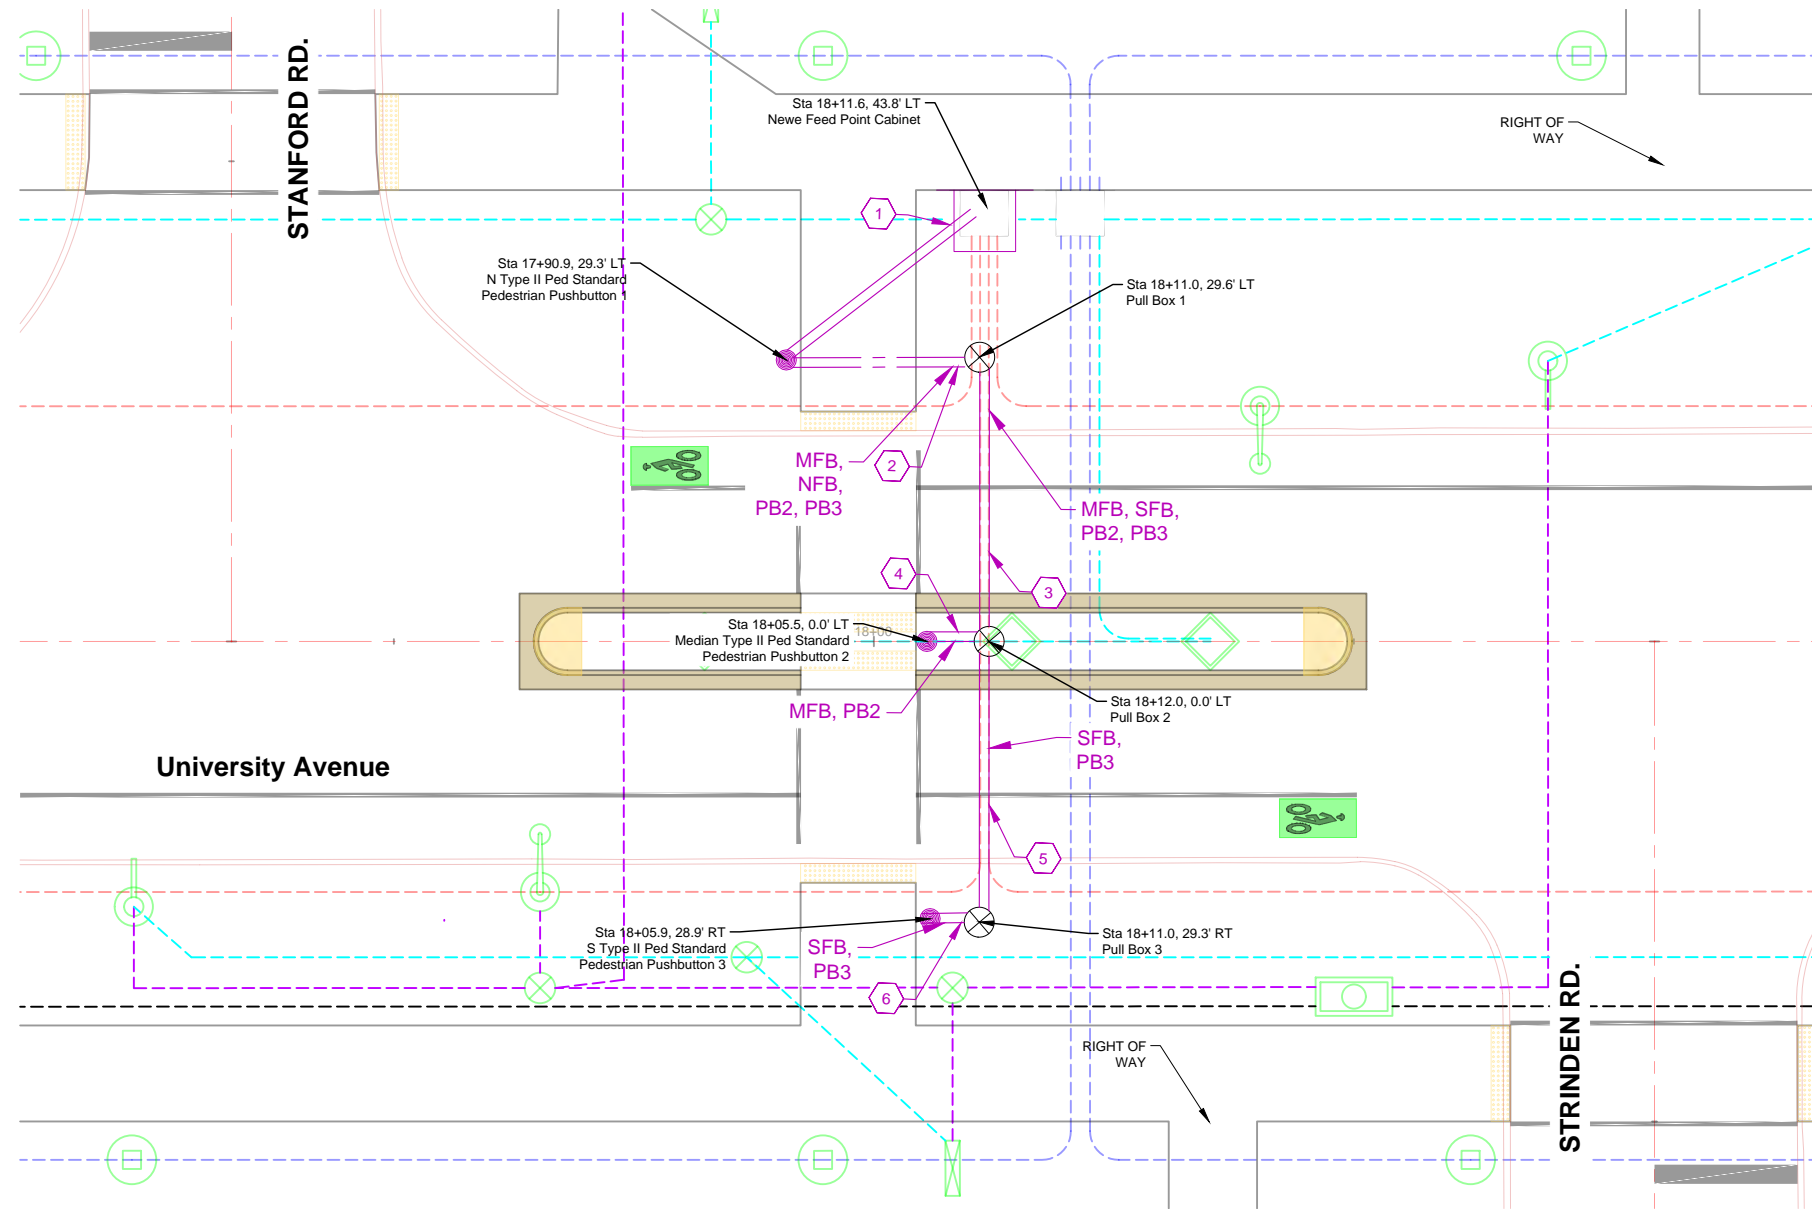 STANFORD RD.
Sta 18+11.6, 43.8' LT
Newe Feed Point Cabinet
RIGHT OF
WAY
1
Sta 17+90.9, 29.3' LT
N Type II Ped Standard
Pedestrian Pushbutton 1
Sta 18+11.0, 29.6' LT
Pull Box 1
MFB,
NFB,
PB2, PB3
2
MFB, SFB,
PB2, PB3
4
3
Sta 18+05.5, 0.0' LT
Median Type II Ped Standard
Pedestrian Pushbutton 2
18+00
MFB, PB2
Sta 18+12.0, 0.0' LT
Pull Box 2
SFB,
PB3
University Avenue
5
Sta 18+05.9, 28.9' RT
S Type II Ped Standard
Pedestrian Pushbutton 3
SFB,
PB3
Sta 18+11.0, 29.3' RT
Pull Box 3
6
RIGHT OF
WAY
STRINDEN RD.